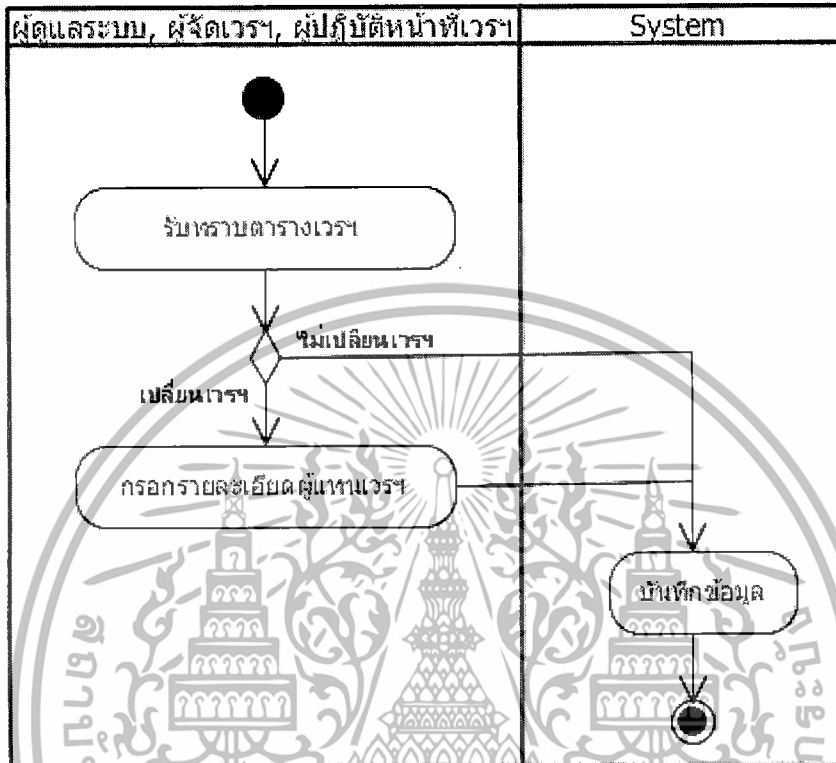 ผู้ดูแลระบบ, ผู้จัดเวรฯ, ผู้ปฏิบัติหน้าที่เวรฯ
System
รับทราบตารางเวรฯ
ไม่เปลี่ยนเวรฯ
เปลี่ยนเวรฯ
กรอกรายละเอียดผู้แทนเวรฯ
บันทึกข้อมูล